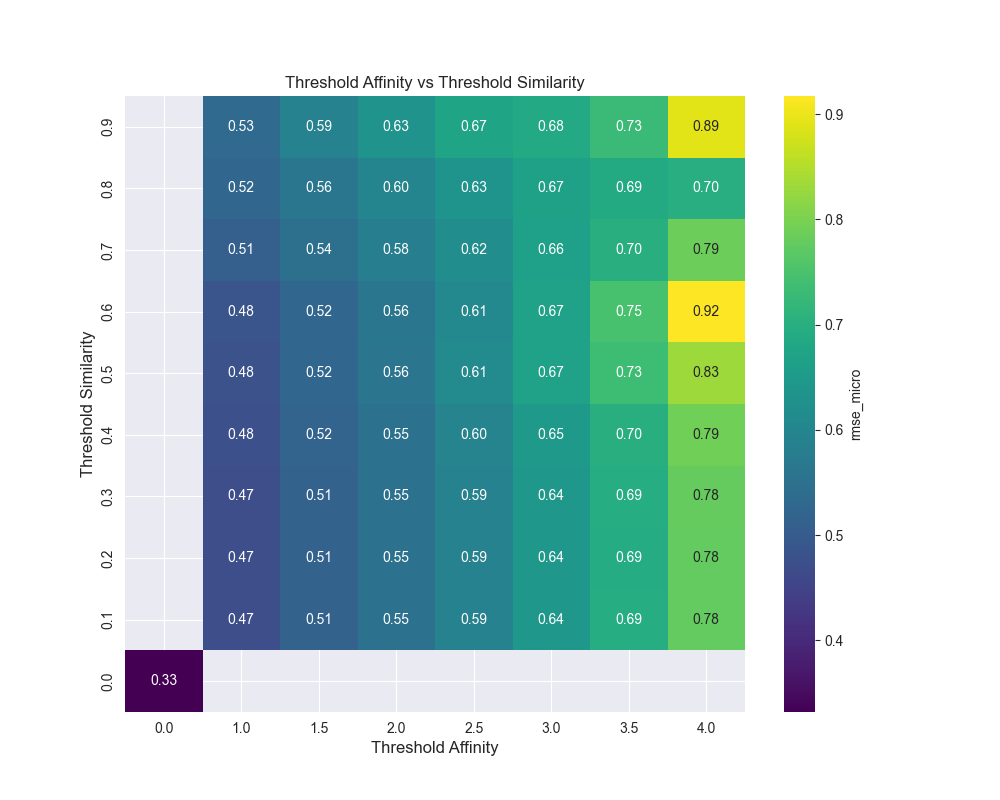 Threshold Affinity vs Threshold Similarity
Threshold Similarity
0.9 0.53 0.59 0.63 0.67 0.68 0.73 0.89
0.8 0.52 0.56 0.60 0.63 0.67 0.69 0.70
0.7 0.51 0.54 0.58 0.62 0.66 0.70 0.79
0.6 0.48 0.52 0.56 0.61 0.67 0.75 0.92
0.5 0.48 0.52 0.56 0.61 0.67 0.73 0.83
0.4 0.48 0.52 0.55 0.60 0.65 0.70 0.79
0.3 0.47 0.51 0.55 0.59 0.64 0.69 0.78
0.2 0.47 0.51 0.55 0.59 0.64 0.69 0.78
0.1 0.47 0.51 0.55 0.59 0.64 0.69 0.78
0.0 0.33
0.0 1.0 1.5 2.0 2.5 3.0 3.5 4.0
Threshold Affinity
0.9
0.8
0.7
0.6
0.5
0.4
rmse_micro